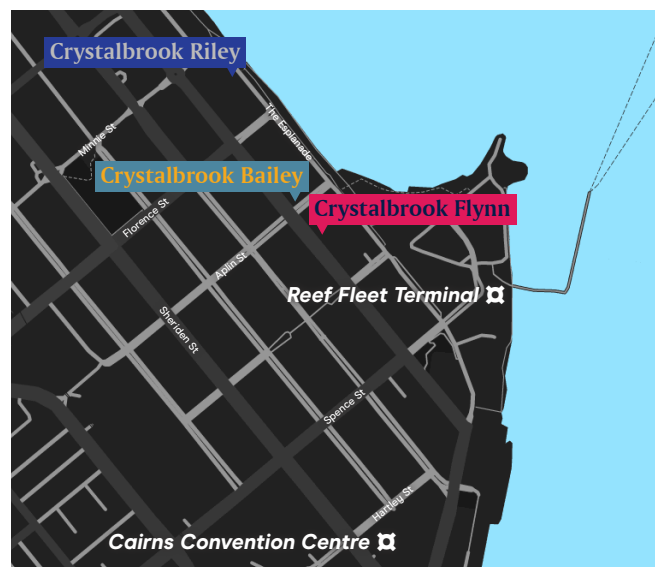 Crystalbrook Riley
The Esplanade
Minnie St
Crystalbrook Bailey
Crystalbrook Flynn
Florence St
Aplin St
Reef Fleet Terminal
Sheriden St
Spence St
Hartley St
Cairns Convention Centre